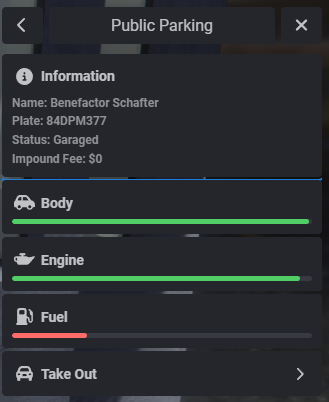 Public Parking
Information
Name: Benefactor Schafter
Plate: 84DPM377
Status: Garaged
Impound Fee: $0
Body
Engine
Fuel
Take Out